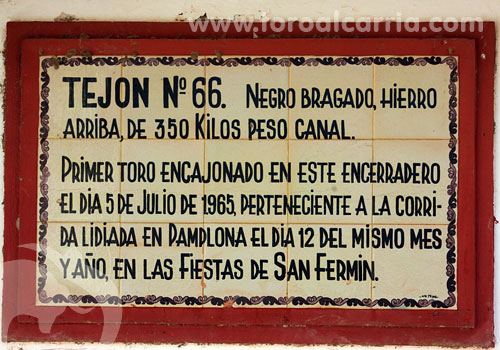 www.toroalcarria.com
TEJON Nº 66. NEGRO BRAGADO, HIERRO
ARRIBA, DE 350 KILOS PESO CANAL.
PRIMER TORO ENCAJONADO EN ESTE ENCERRADERO
EL DIA 5 DE JULIO DE 1965, PERTENECIENTE A LA CORRI-
DA LIDIADA EN PAMPLONA EL DIA 12 DEL MISMO MES
Y AÑO, EN LAS FIESTAS DE SAN FERMIN.